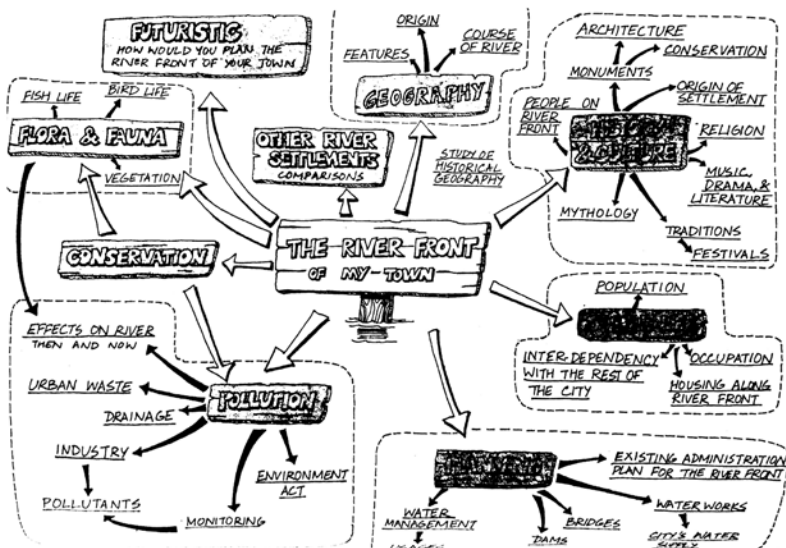 FUTURISTIC
HOW WOULD YOU PLAN THE
RIVER FRONT OF YOUR TOWN
ORIGIN
FEATURES
COURSE
OF RIVER
GEOGRAPHY
STUDY OF
HISTORICAL
GEOGRAPHY
ARCHITECTURE
CONSERVATION
MONUMENTS
ORIGIN OF
SETTLEMENT
PEOPLE ON
RIVER
FRONT
HISTORY
& CULTURE
RELIGION
MUSIC,
DRAMA, &
LITERATURE
MYTHOLOGY
TRADITIONS
FESTIVALS
FISH LIFE
BIRD LIFE
FLORA & FAUNA
VEGETATION
OTHER RIVER
SETTLEMENTS
COMPARISONS
CONSERVATION
THE RIVER FRONT
OF MY TOWN
POPULATION
INTER-DEPENDENCY
WITH THE REST OF
THE CITY
OCCUPATION
HOUSING ALONG
RIVER FRONT
EFFECTS ON RIVER
THEN AND NOW
URBAN WASTE
DRAINAGE
POLLUTION
INDUSTRY
POLLUTANTS
MONITORING
ENVIRONMENT
ACT
EXISTING ADMINISTRATION
PLAN FOR THE RIVER FRONT
WATER
MANAGEMENT
BRIDGES
DAMS
WATER WORKS
CITY'S WATER
SUPPLY